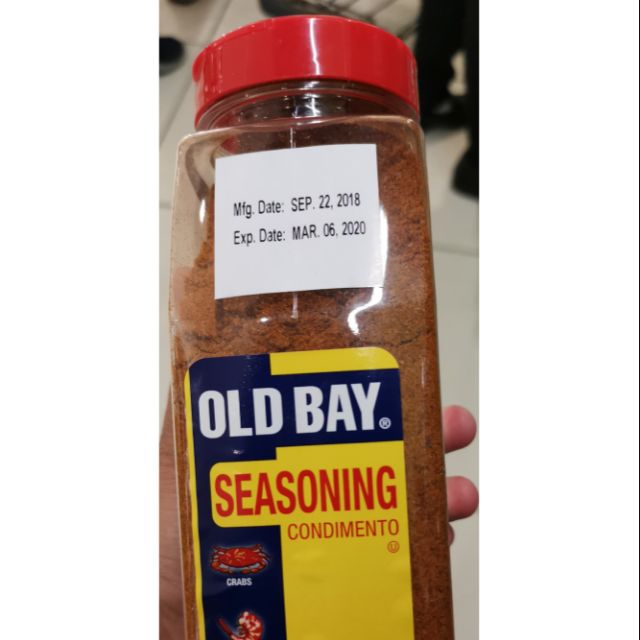 Mfg. Date: SEP. 22, 2018
Exp. Date: MAR. 06, 2020
OLD BAY®
SEASONING
CONDIMENTO
U
CRABS